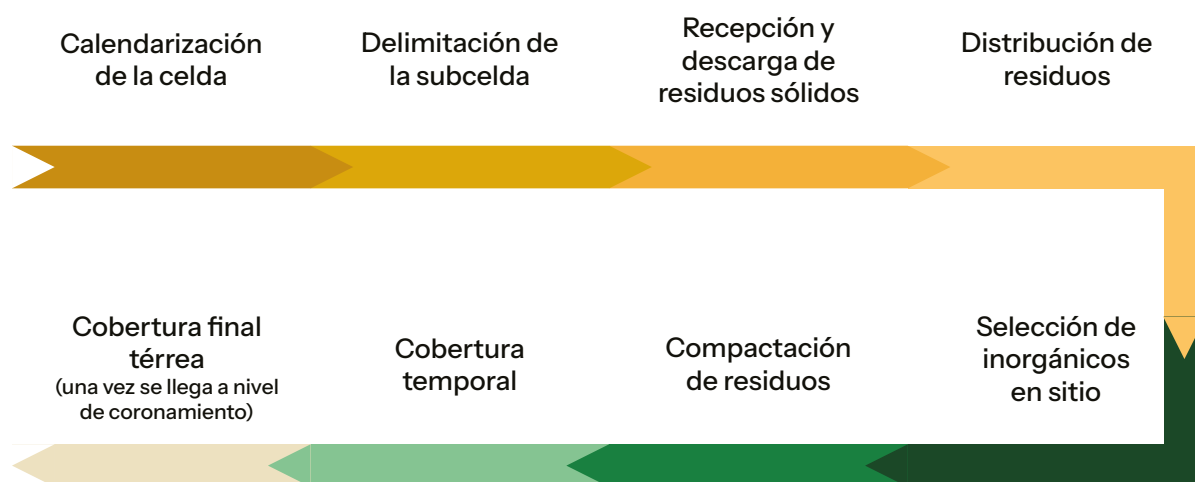 Calendarización
de la celda
Delimitación de
la subcelda
Recepción y
descarga de
residuos sólidos
Distribución de
residuos
Selección de
inorgánicos
en sitio
Compactación
de residuos
Cobertura
temporal
Cobertura final
térrea
(una vez se llega a nivel
de coronamiento)